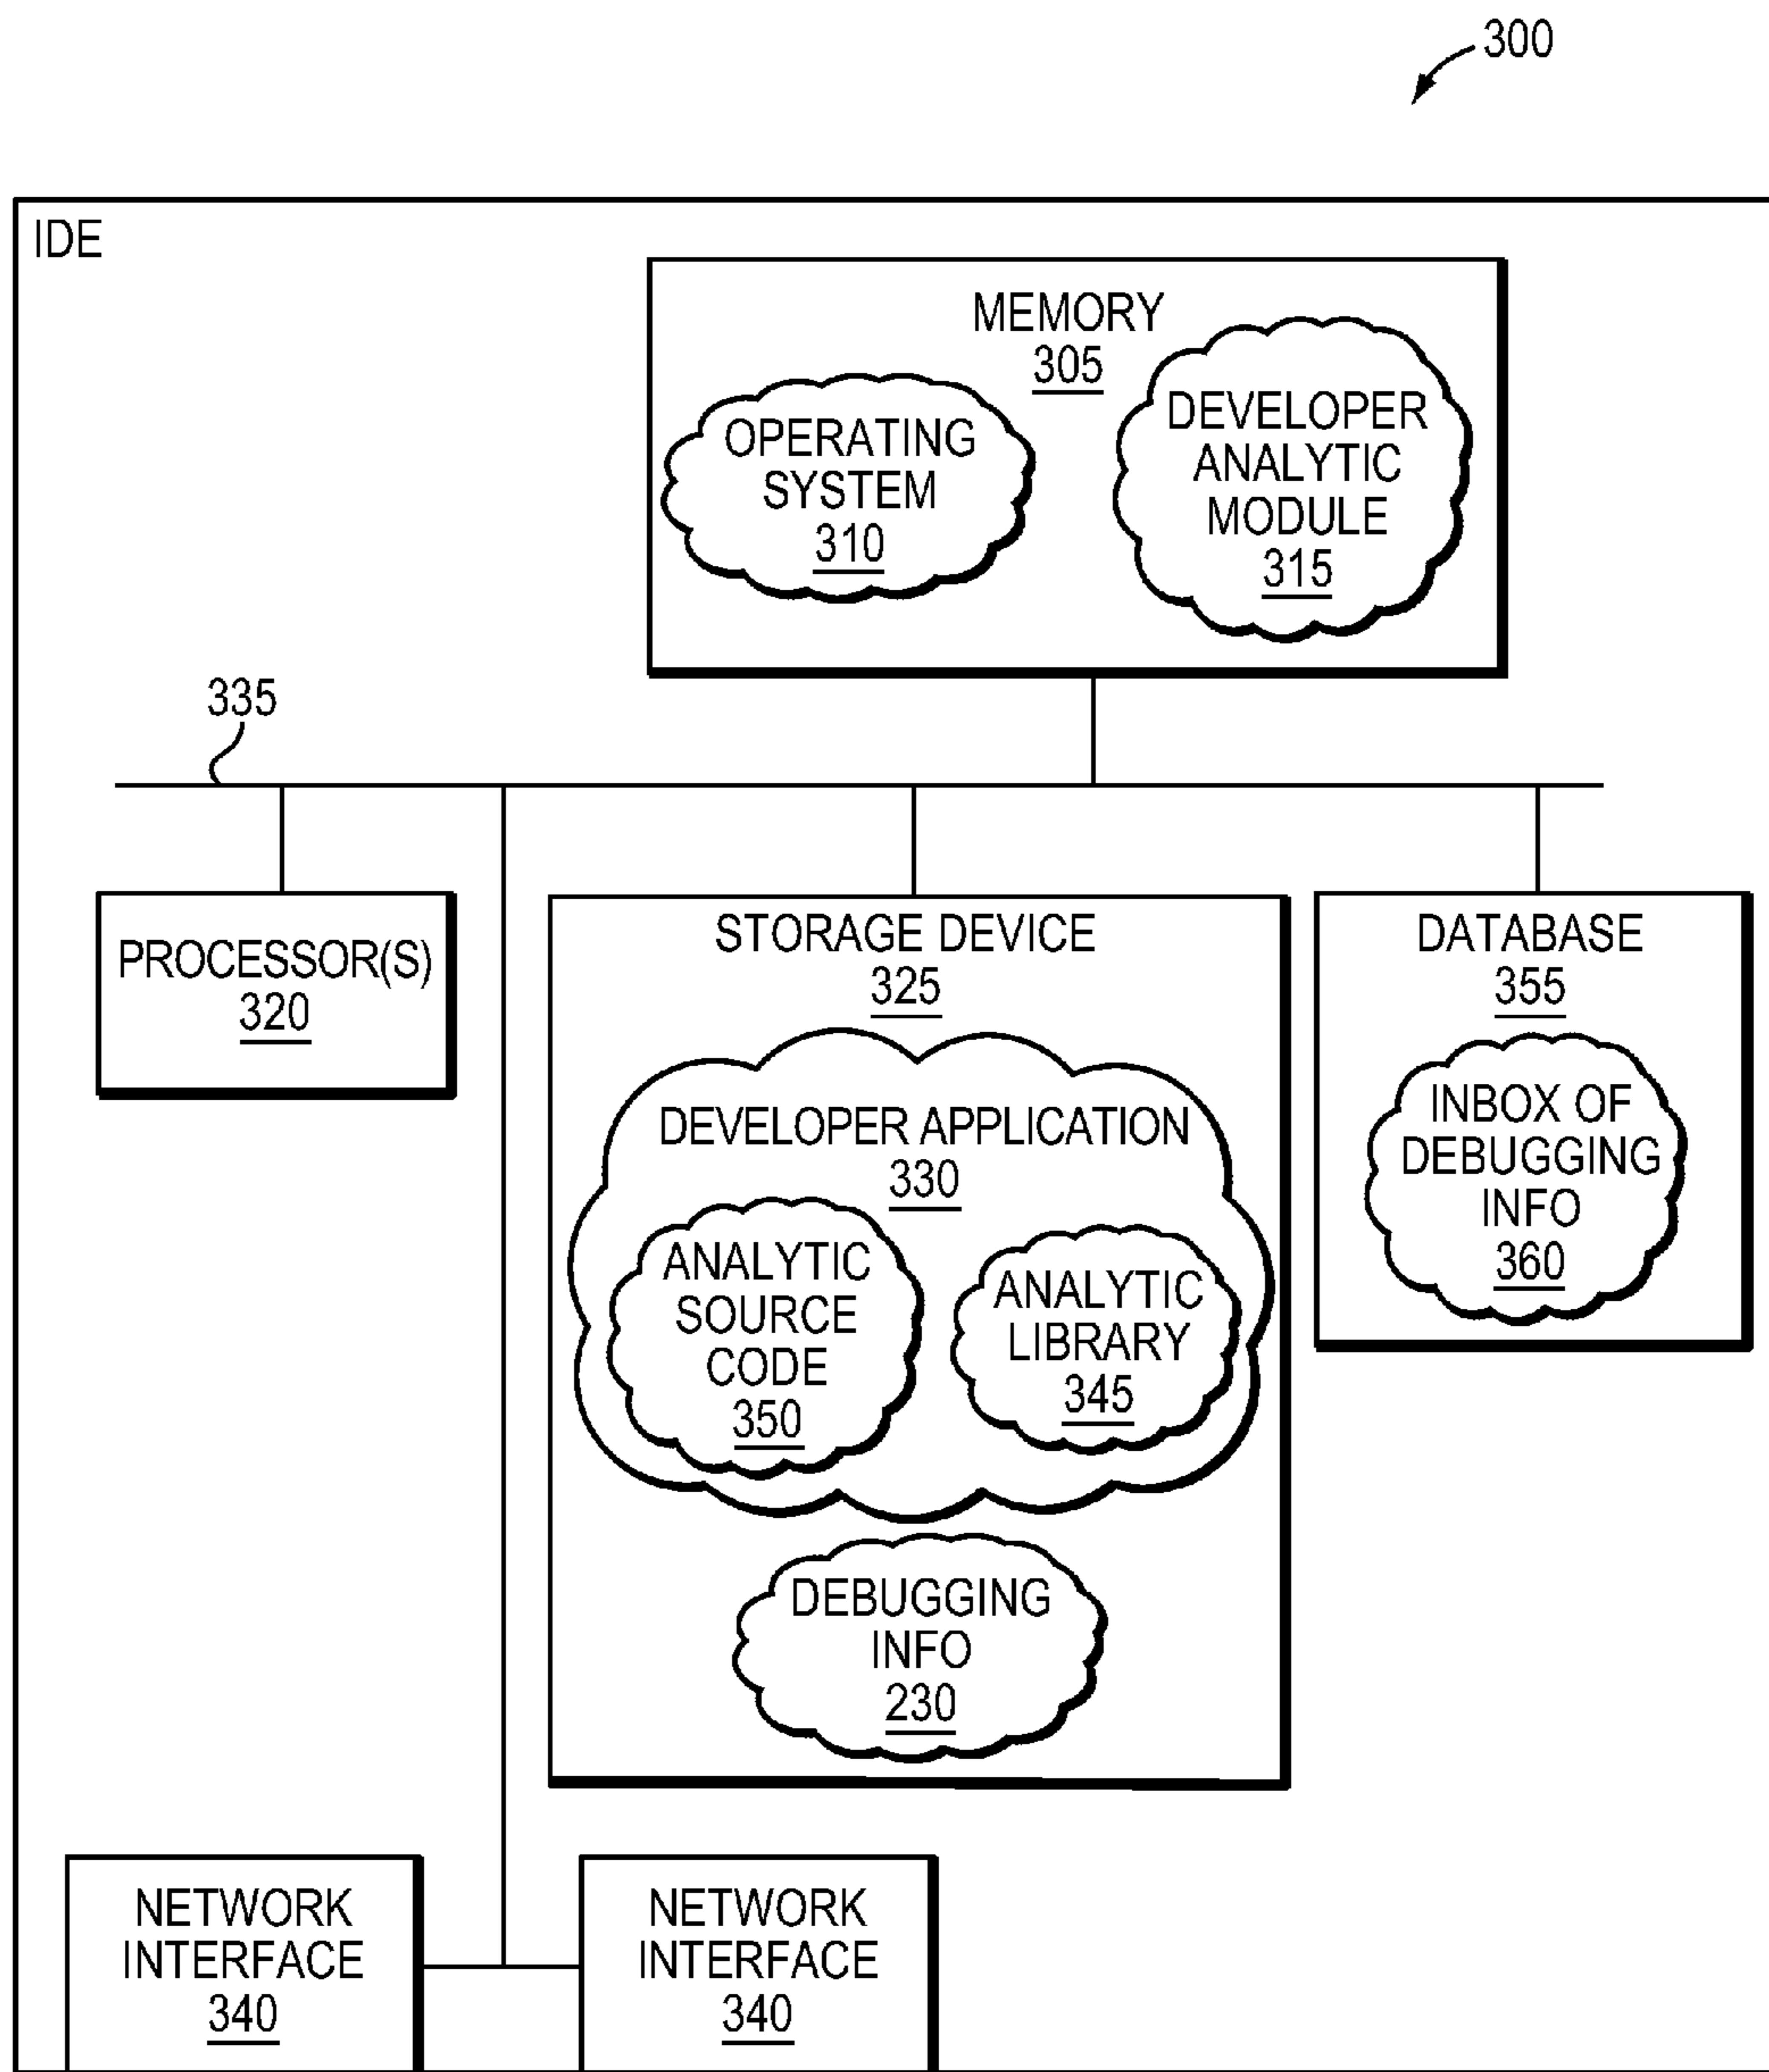 300
IDE
MEMORY
305
OPERATING
SYSTEM
310
DEVELOPER
ANALYTIC
MODULE
315
335
PROCESSOR(S)
320
STORAGE DEVICE
325
DEVELOPER APPLICATION
330
ANALYTIC
SOURCE
CODE
350
ANALYTIC
LIBRARY
345
DEBUGGING
INFO
230
DATABASE
355
INBOX OF
DEBUGGING
INFO
360
NETWORK
INTERFACE
340
NETWORK
INTERFACE
340